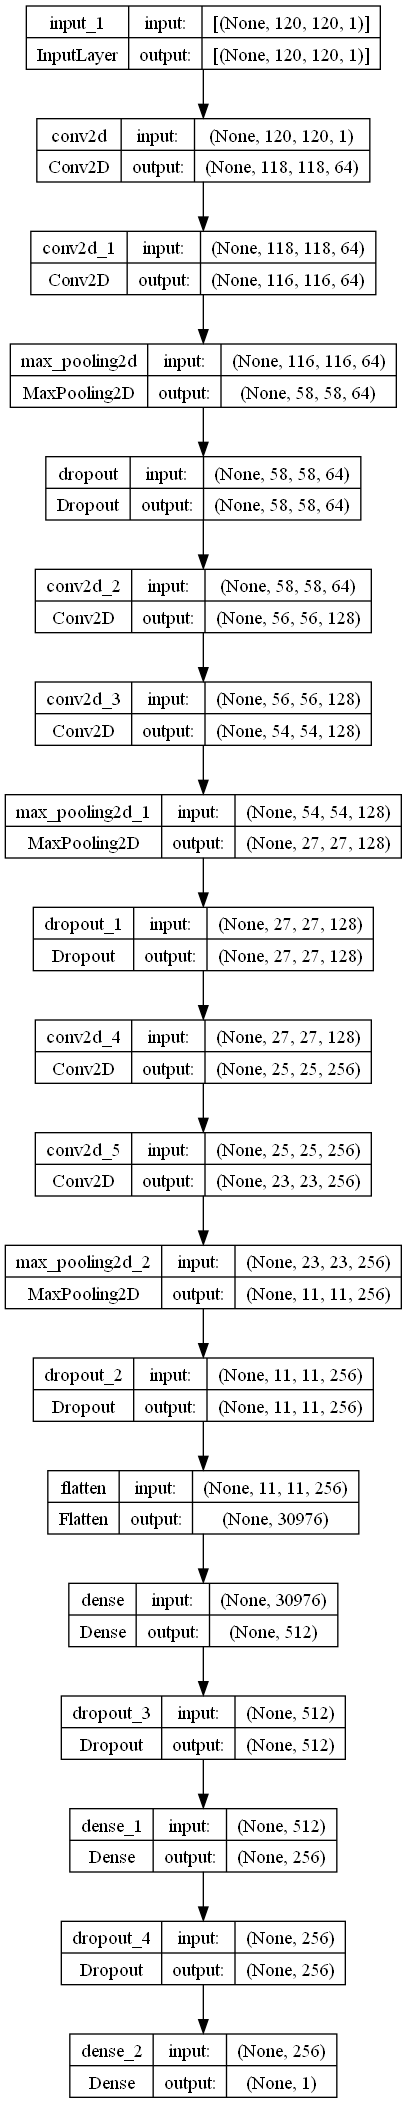 input_1 input: [(None, 120, 120, 1)]
InputLayer output: [(None, 120, 120, 1)]
conv2d input: (None, 120, 120, 1)
Conv2D output: (None, 118, 118, 64)
conv2d_1 input: (None, 118, 118, 64)
Conv2D output: (None, 116, 116, 64)
max_pooling2d input: (None, 116, 116, 64)
MaxPooling2D output: (None, 58, 58, 64)
dropout input: (None, 58, 58, 64)
Dropout output: (None, 58, 58, 64)
conv2d_2 input: (None, 58, 58, 64)
Conv2D output: (None, 56, 56, 128)
conv2d_3 input: (None, 56, 56, 128)
Conv2D output: (None, 54, 54, 128)
max_pooling2d_1 input: (None, 54, 54, 128)
MaxPooling2D output: (None, 27, 27, 128)
dropout_1 input: (None, 27, 27, 128)
Dropout output: (None, 27, 27, 128)
conv2d_4 input: (None, 27, 27, 128)
Conv2D output: (None, 25, 25, 256)
conv2d_5 input: (None, 25, 25, 256)
Conv2D output: (None, 23, 23, 256)
max_pooling2d_2 input: (None, 23, 23, 256)
MaxPooling2D output: (None, 11, 11, 256)
dropout_2 input: (None, 11, 11, 256)
Dropout output: (None, 11, 11, 256)
flatten input: (None, 11, 11, 256)
Flatten output: (None, 30976)
dense input: (None, 30976)
Dense output: (None, 512)
dropout_3 input: (None, 512)
Dropout output: (None, 512)
dense_1 input: (None, 512)
Dense output: (None, 256)
dropout_4 input: (None, 256)
Dropout output: (None, 256)
dense_2 input: (None, 256)
Dense output: (None, 1)